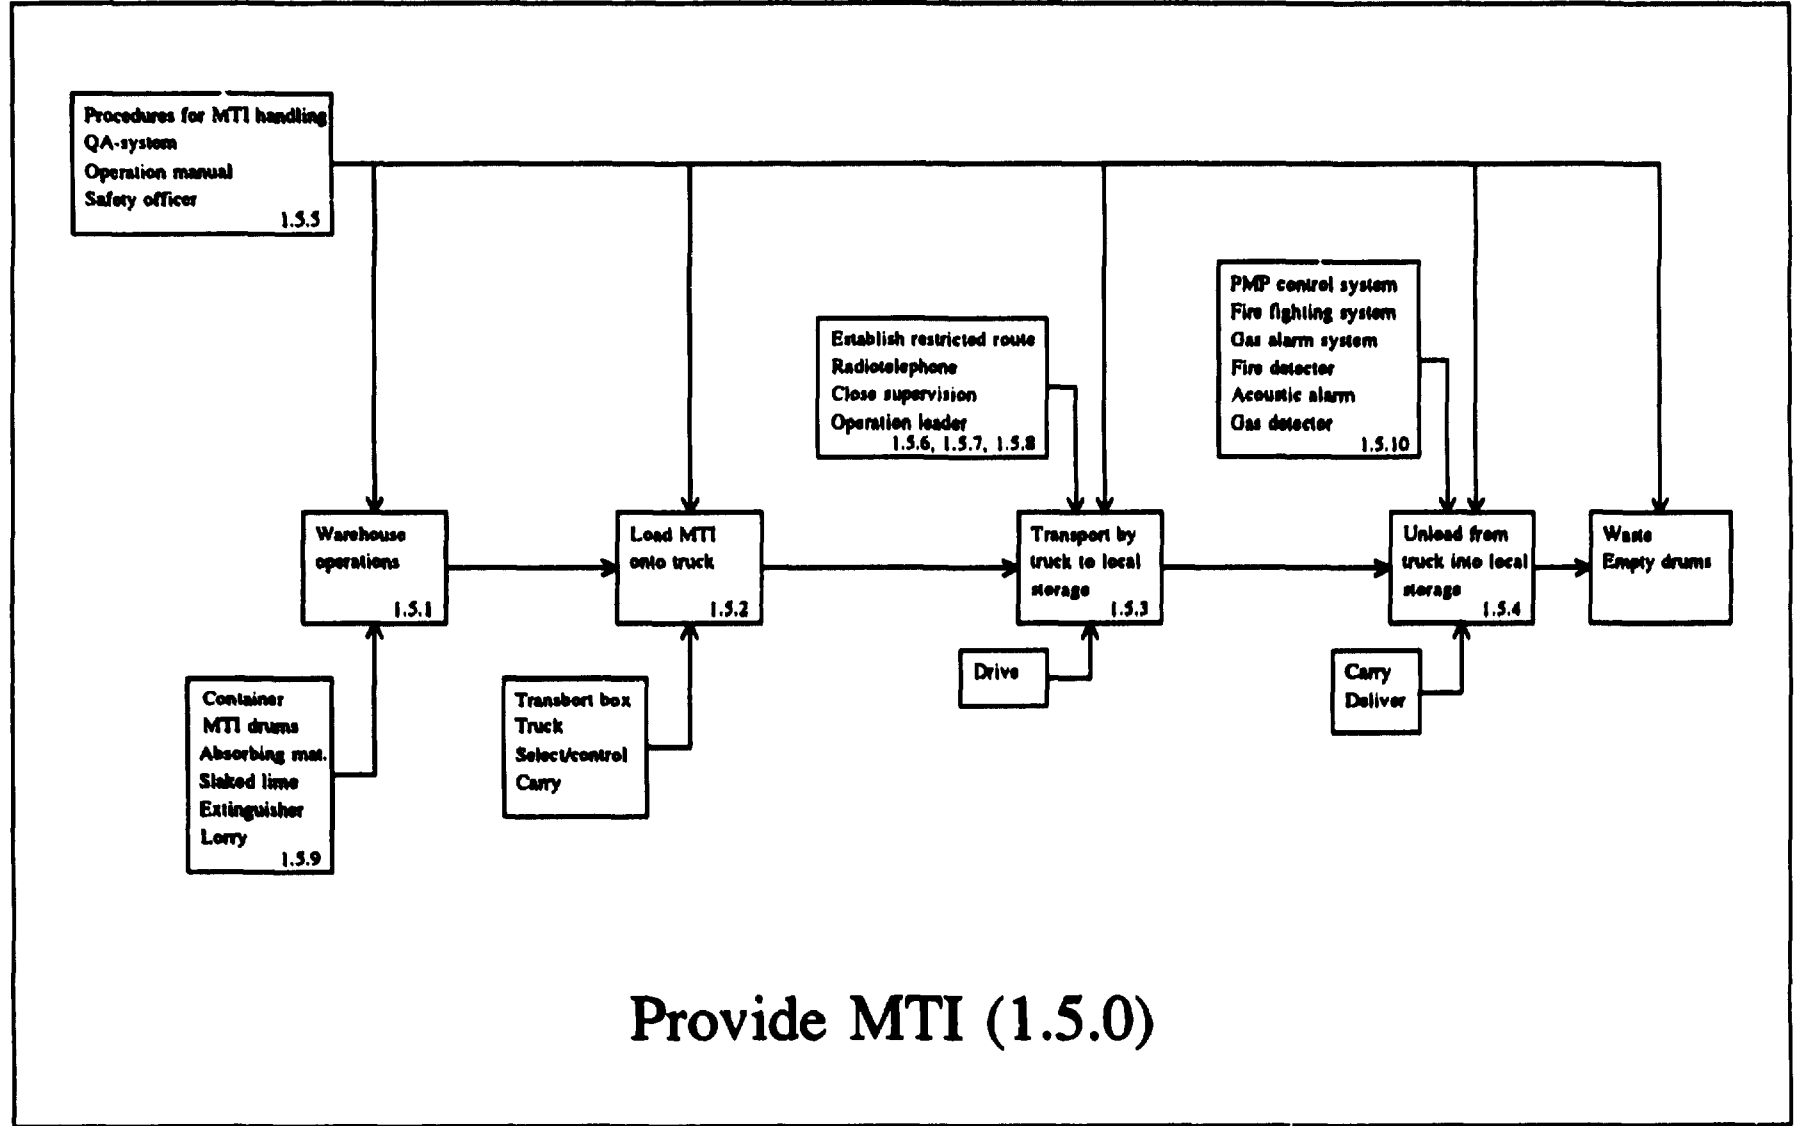 Procedures for MTI handling
QA-system
Operation manual
Safety officer
1.5.5
PMP control system
Fire fighting system
Gas alarm system
Fire detector
Acoustic alarm
Gas detector
1.5.10
Establish restricted route
Radiotelephone
Close supervision
Operation leader
1.5.6, 1.5.7, 1.5.8
Warehouse
operations
1.5.1
Load MTI
onto truck
1.5.2
Transport by
truck to local
storage
1.5.3
Unload from
truck into local
storage
1.5.4
Waste
Empty drums
Container
MTI drums
Absorbing mat.
Slaked lime
Extinguisher
Lorry
1.5.9
Transbort box
Truck
Select/control
Carry
Drive
Carry
Deliver
Provide MTI (1.5.0)